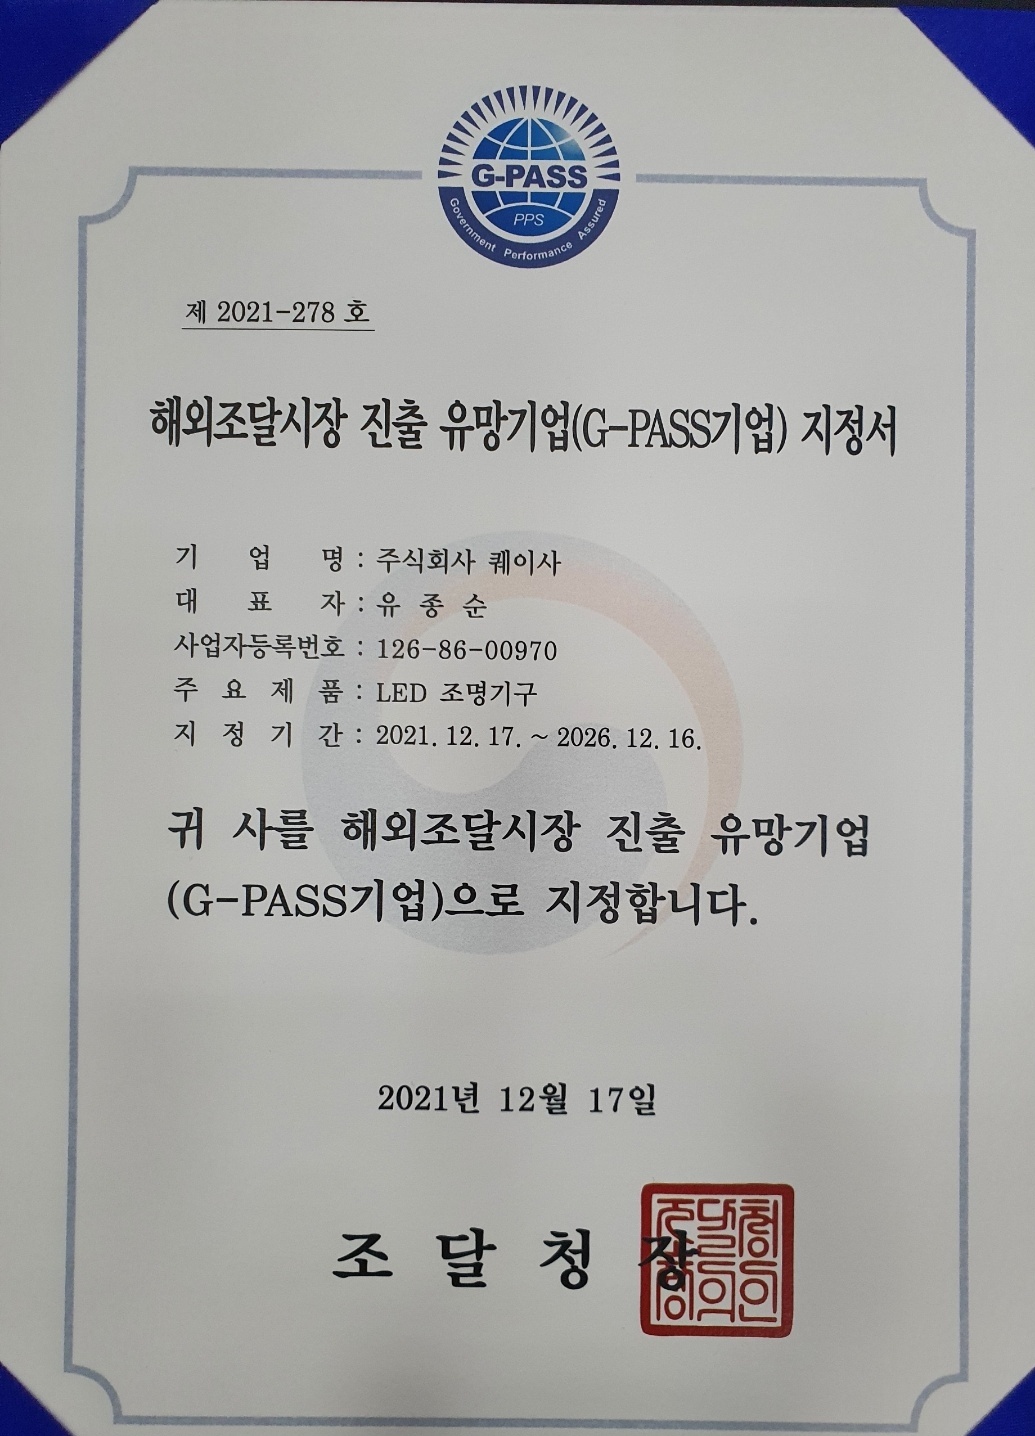 G-PASS
PPS
Government Performance Assured
제 2021-278 호
해외조달시장 진출 유망기업(G-PASS기업) 지정서
기 업 명 : 주식회사 퀘이사
대 표 자 : 유 종 순
사업자등록번호 : 126-86-00970
주 요 제 품 : LED 조명기구
지 정 기 간 : 2021. 12. 17. ~ 2026. 12. 16.
귀 사를 해외조달시장 진출 유망기업
(G-PASS기업)으로 지정합니다.
2021년 12월 17일
조 달 청 장